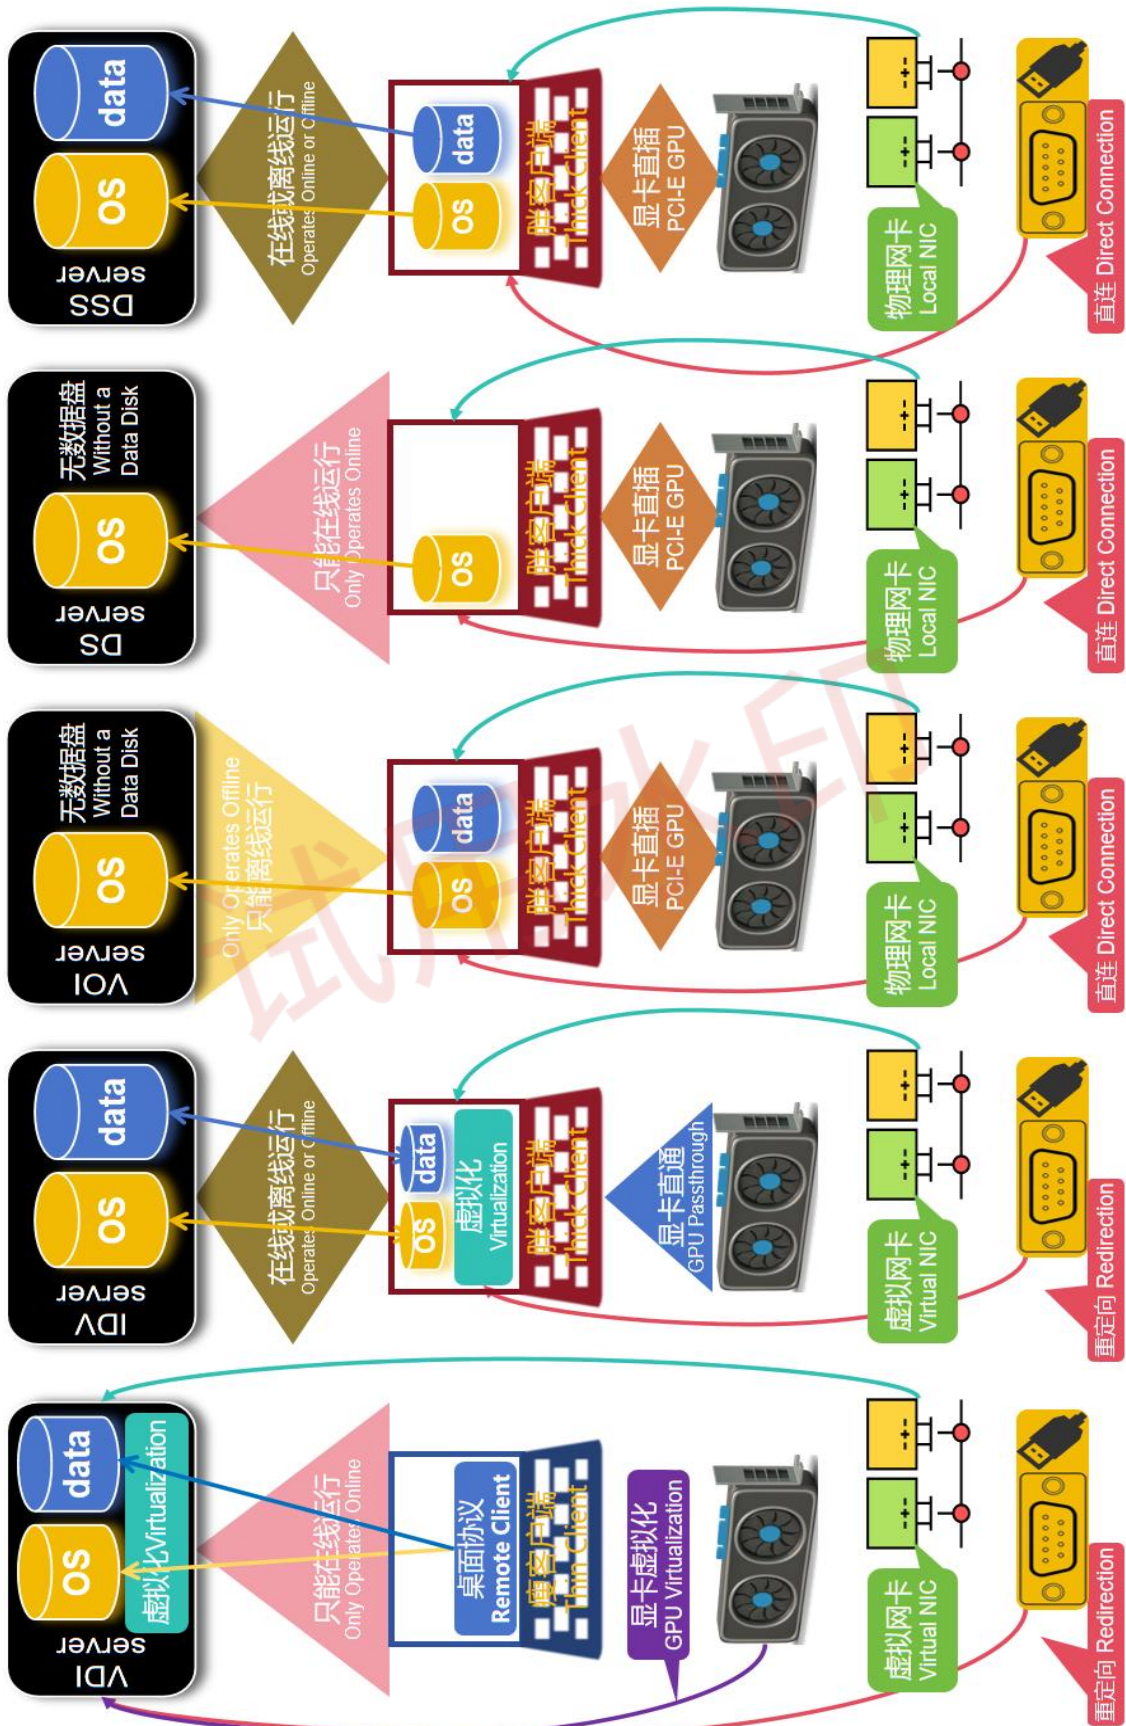 VDI
server
OS
data
虚拟化Virtualization
只能在线运行
Only Operates Online
桌面协议
Remote Client
瘦客户端
Thin Client
显卡虚拟化
GPU Virtualization
虚拟网卡
Virtual NIC
重定向 Redirection
IDV
server
OS
data
在线或离线运行
Operates Online or Offline
OS
data
虚拟化
Virtualization
胖客户端
Thick Client
显卡直通
GPU Passthrough
虚拟网卡
Virtual NIC
重定向 Redirection
VOI
server
OS
无数据盘
Without a
Data Disk
Only Operates Offline
只能离线运行
OS
data
胖客户端
Thick Client
显卡直插
PCI-E GPU
物理网卡
Local NIC
直连 Direct Connection
DS
server
OS
无数据盘
Without a
Data Disk
只能在线运行
Only Operates Online
OS
胖客户端
Thick Client
显卡直插
PCI-E GPU
物理网卡
Local NIC
直连 Direct Connection
DSS
server
OS
data
在线或离线运行
Operates Online or Offline
OS
data
胖客户端
Thick Client
显卡直插
PCI-E GPU
物理网卡
Local NIC
直连 Direct Connection
试用水印